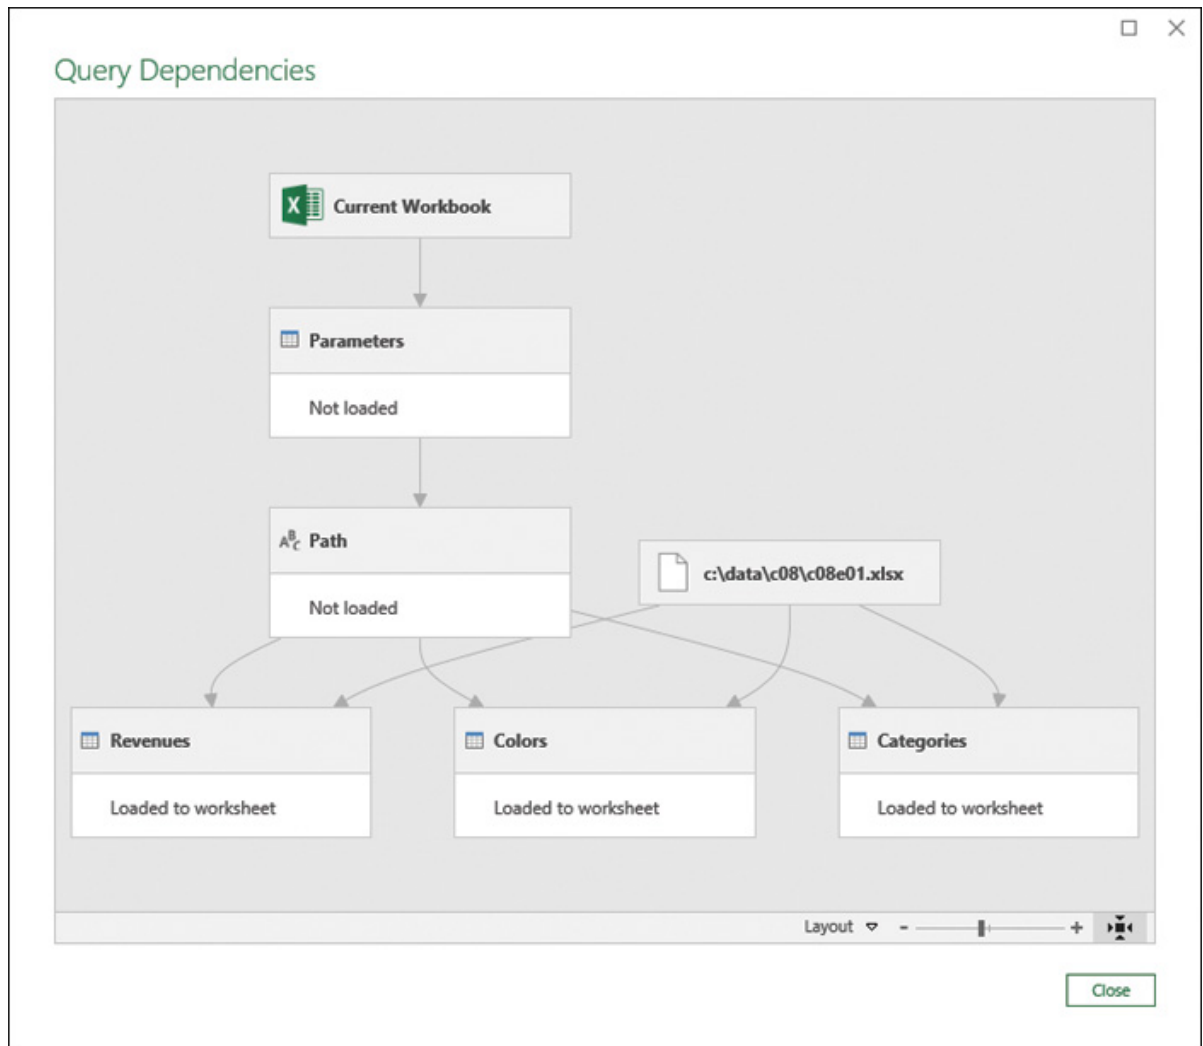 Query Dependencies
Current Workbook
Parameters
Not loaded
ABC Path
c:\data\c08\c08e01.xlsx
Not loaded
Revenues
Colors
Categories
Loaded to worksheet
Loaded to worksheet
Loaded to worksheet
Layout
Close